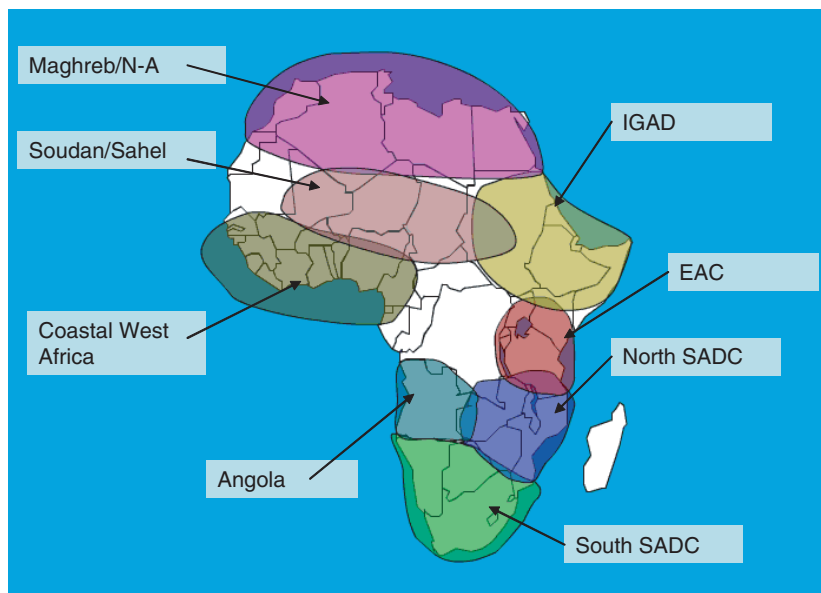 Maghreb/N-A
IGAD
Soudan/Sahel
EAC
Coastal West
Africa
North SADC
Angola
South SADC